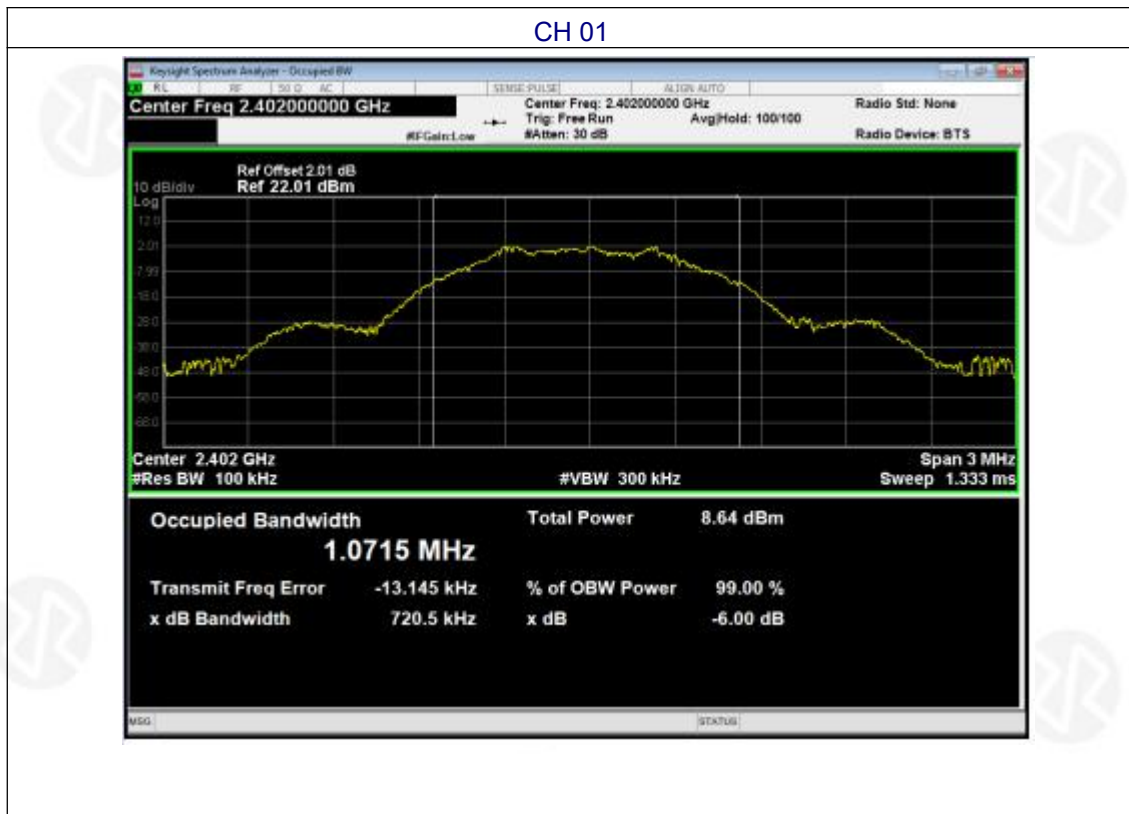 CH 01
Keysight Spectrum Analyzer - Occupied BW
RL RF 50 Ω AC SENSE:PULSE ALIGN AUTO
Center Freq 2.402000000 GHz
Center Freq: 2.402000000 GHz
Radio Std: None
Trig: Free Run Avg|Hold: 100/100
#IFGain:Low #Atten: 30 dB Radio Device: BTS
Ref Offset 2.01 dB
10 dB/div Ref 22.01 dBm
Log
12.0
2.01
-7.99
-18.0
-28.0
-38.0
-48.0
-58.0
-68.0
Center 2.402 GHz Span 3 MHz
#Res BW 100 kHz #VBW 300 kHz Sweep 1.333 ms
Occupied Bandwidth Total Power 8.64 dBm
1.0715 MHz
Transmit Freq Error -13.145 kHz % of OBW Power 99.00 %
x dB Bandwidth 720.5 kHz x dB -6.00 dB
MSG STATUS